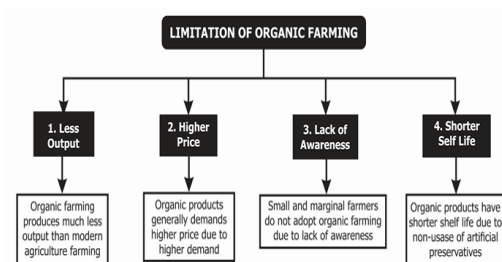 LIMITATION OF ORGANIC FARMING
1. Less
Output
2. Higher
Price
3. Lack of
Awareness
4. Shorter
Self Life
Organic farming
produces much less
output than modern
agriculture farming
Organic products
generally demands
higher price due to
higher demand
Small and marginal farmers
do not adopt organic farming
due to lack of awareness
Organic products have
shorter shelf life due to
non-usase of artificial
preservatives